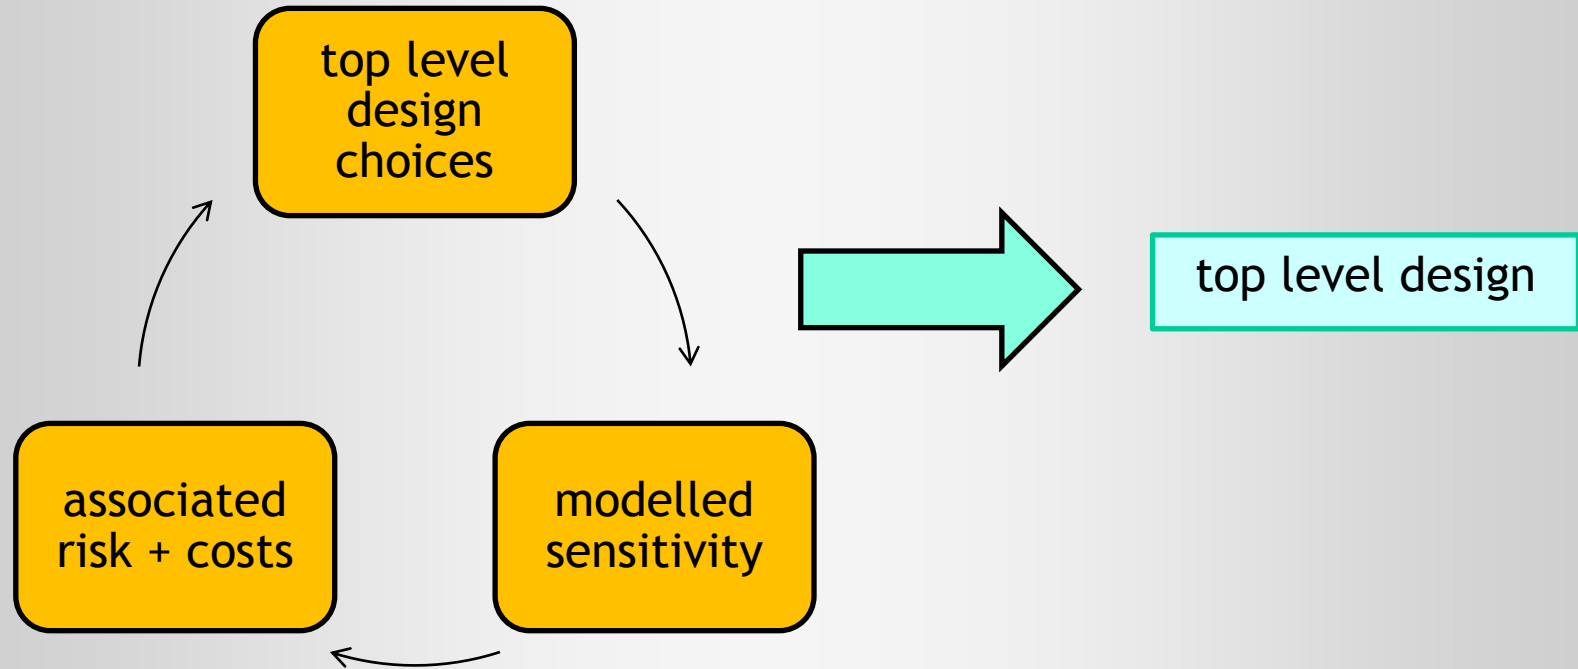 top level
design
choices
top level design
associated
risk + costs
modelled
sensitivity